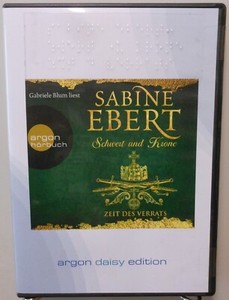 Gabriele Blum liest
SABINE
EBERT
argon
hörbuch
Schwert und Krone
ZEIT DES VERRATS
argon daisy edition